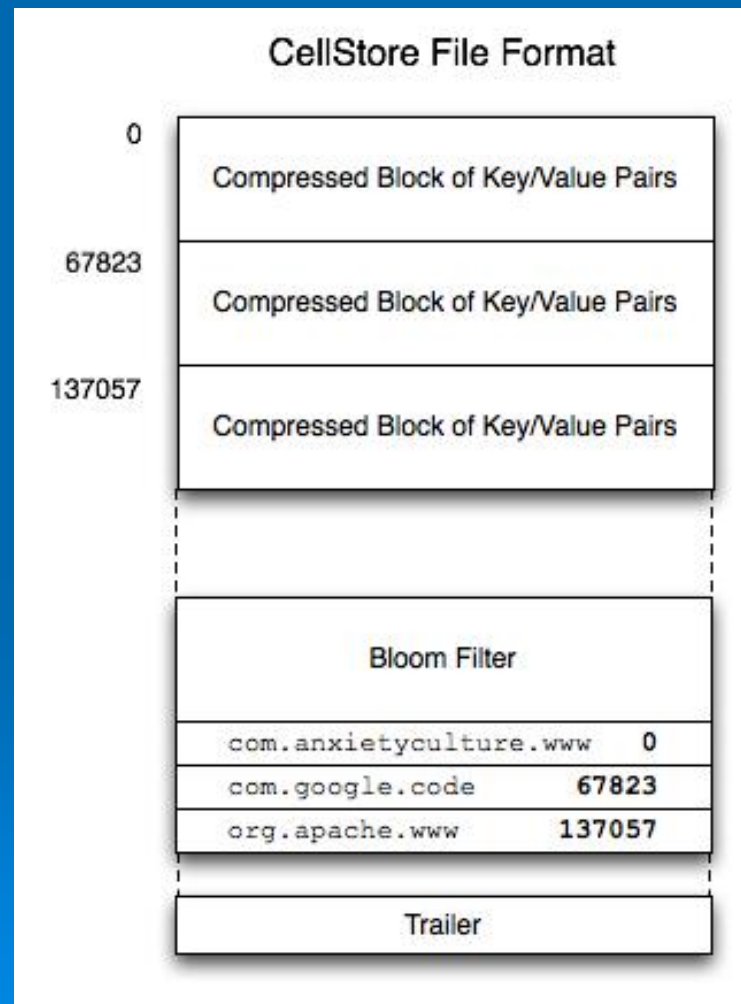 CellStore File Format
0
Compressed Block of Key/Value Pairs
67823
Compressed Block of Key/Value Pairs
137057
Compressed Block of Key/Value Pairs
Bloom Filter
com.anxietyculture.www 0
com.google.code 67823
org.apache.www 137057
Trailer